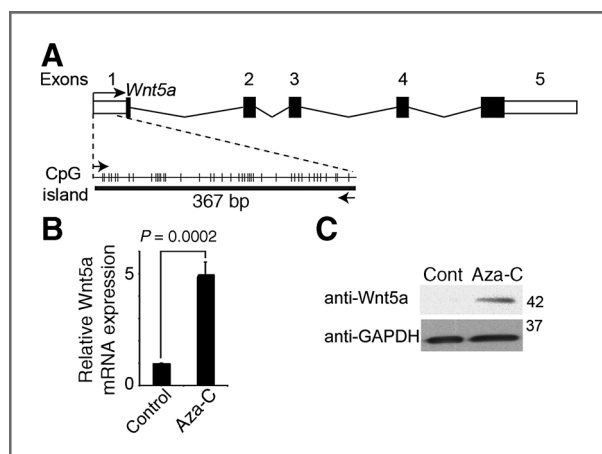 A
Exons 1 2 3 4 5
Wnt5a
CpG
island
367 bp
B
P = 0.0002
Relative Wnt5a
mRNA expression
5
0
Control
Aza-C
C
Cont Aza-C
anti-Wnt5a 42
37
anti-GAPDH